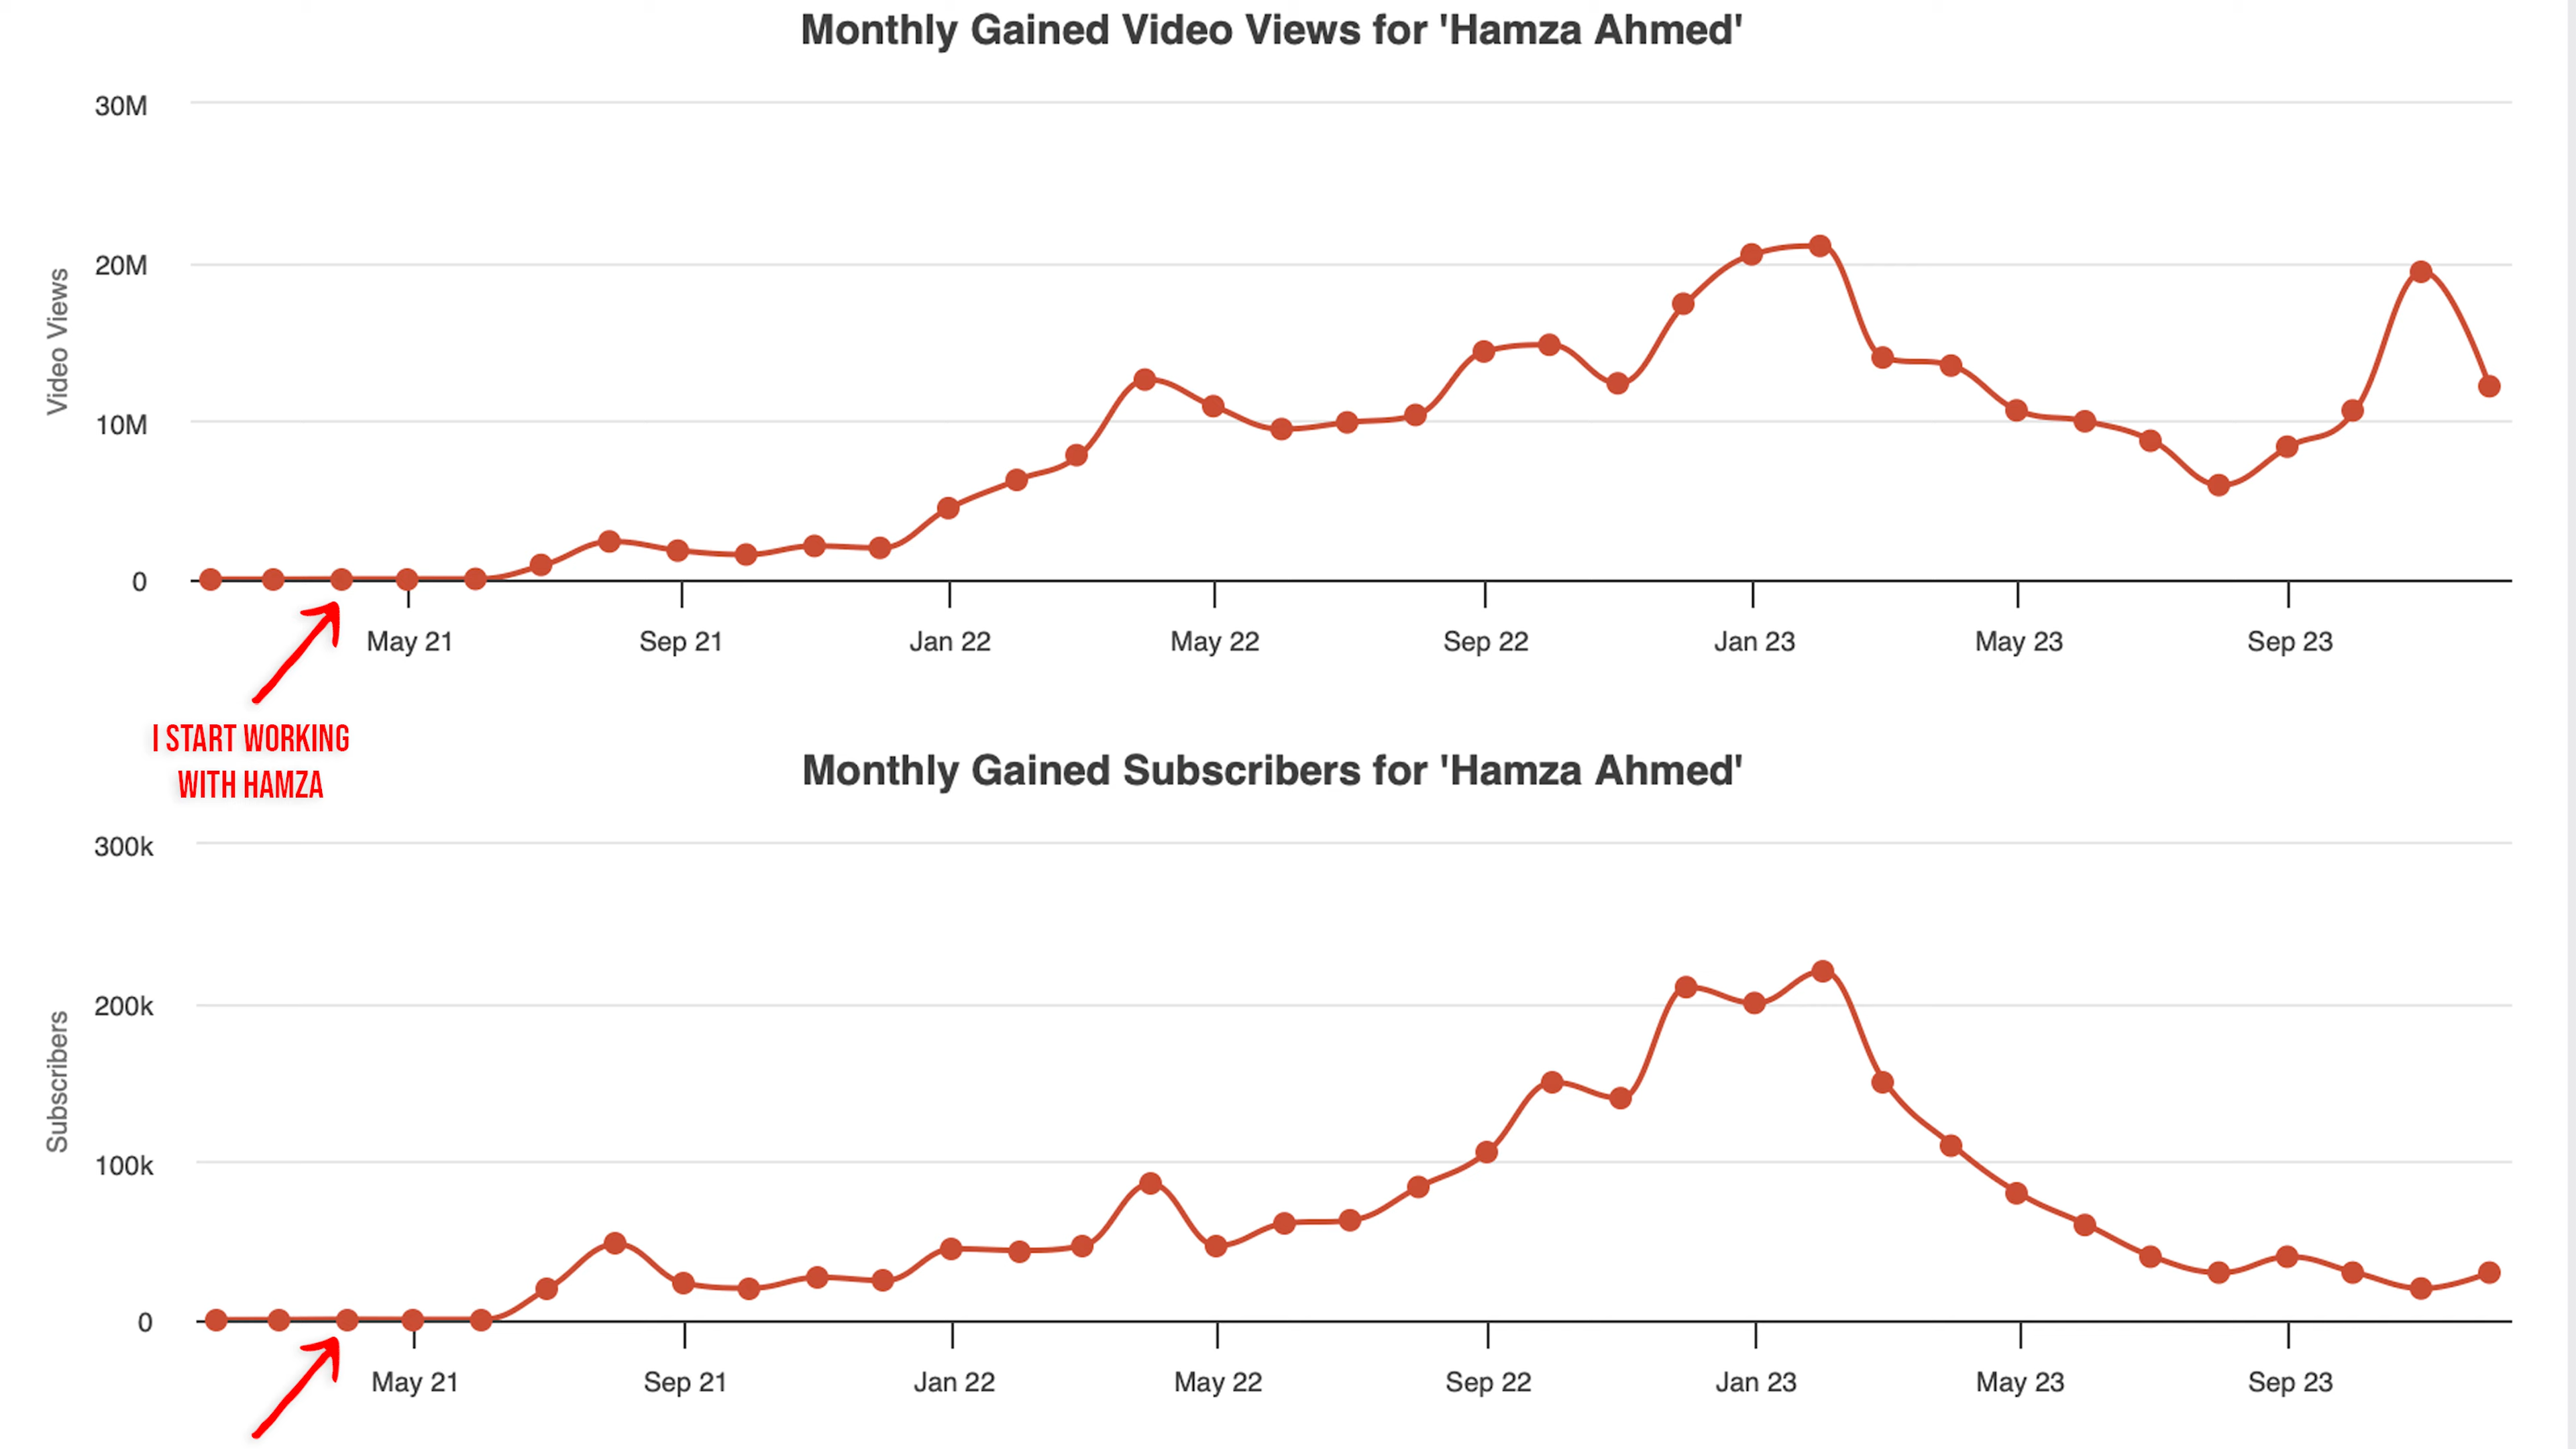 Monthly Gained Video Views for 'Hamza Ahmed'
30M
20M
10M
0
Video Views
May 21
Sep 21
Jan 22
May 22
Sep 22
Jan 23
May 23
Sep 23
I START WORKING
WITH HAMZA
Monthly Gained Subscribers for 'Hamza Ahmed'
300k
200k
100k
0
Subscribers
May 21
Sep 21
Jan 22
May 22
Sep 22
Jan 23
May 23
Sep 23